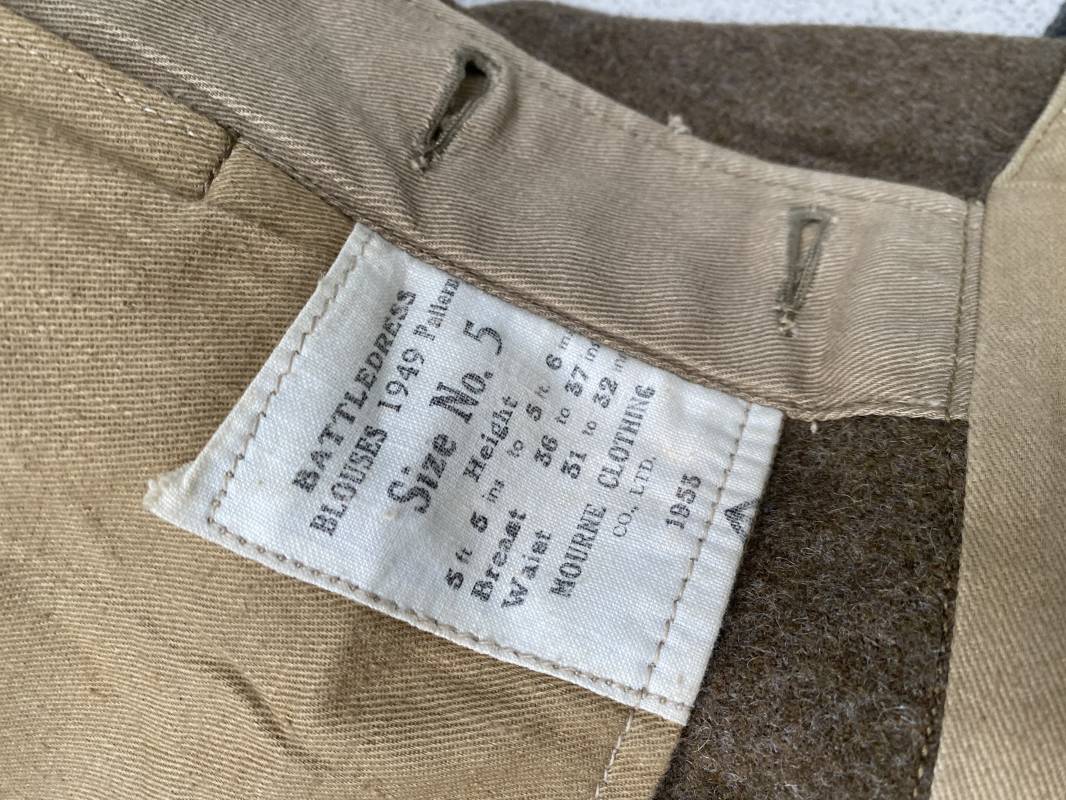 BATTLEDRESS
BLOUSES 1949 Pattern
Size No. 5
Height
5 ft 5 ins to 5 ft. 6 ins
Breast 36 to 37 ins
Waist 31 to 32 ins
MOURNE CLOTHING
CO., LTD.
1953